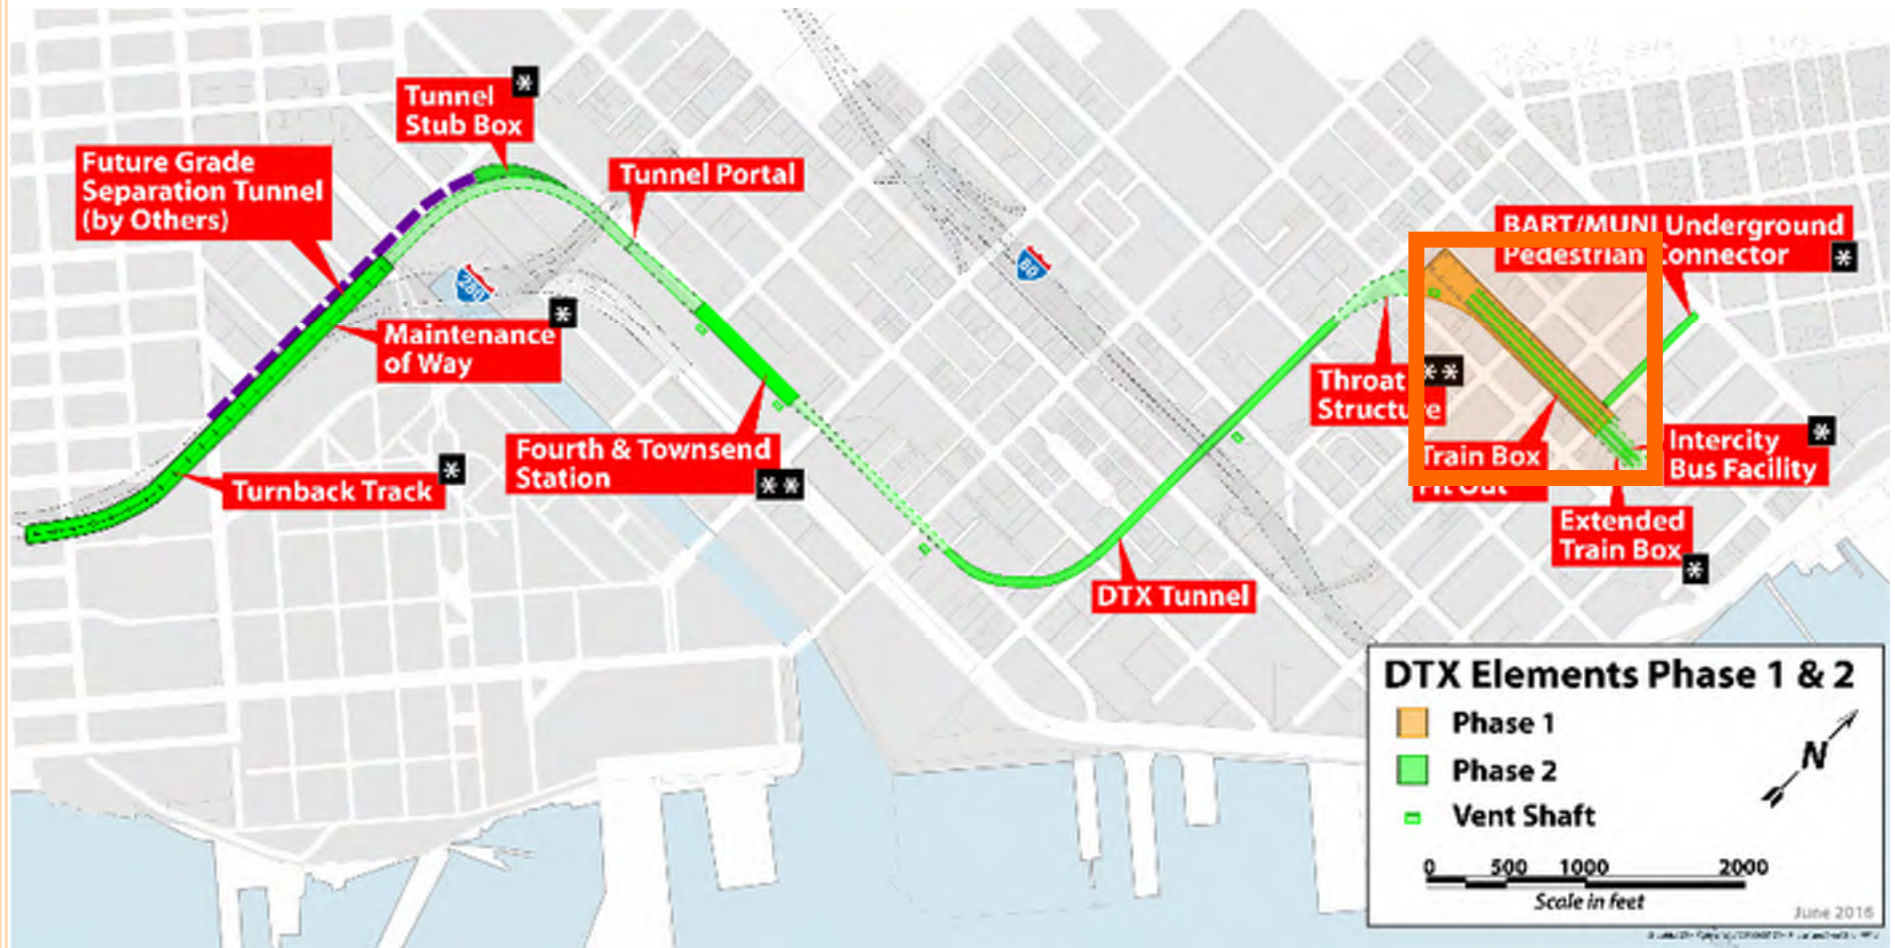 Tunnel
Stub Box
*
Future Grade
Separation Tunnel
(by Others)
Tunnel Portal
280
80
BART/MUNI Underground
Pedestrian Connector
*
Maintenance
of Way
*
Throat
Structure
**
Fourth & Townsend
Station
**
Turnback Track
*
Train Box
Fit Out
Intercity
Bus Facility
*
Extended
Train Box
*
DTX Tunnel
DTX Elements Phase 1 & 2
Phase 1
Phase 2
Vent Shaft
N
0 500 1000 2000
Scale in feet
June 2016